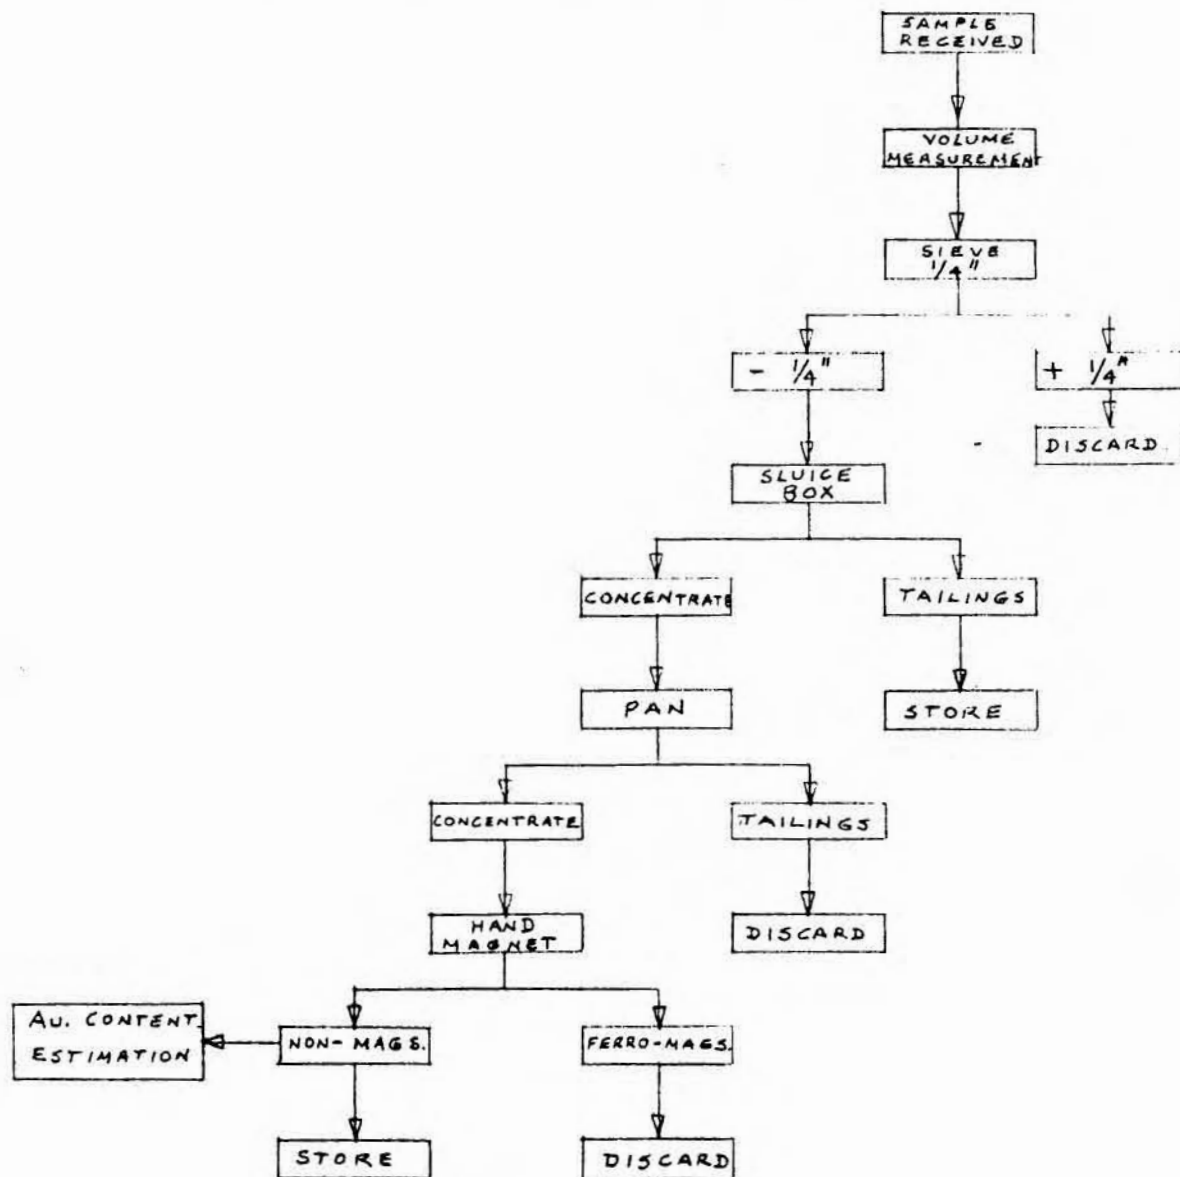 SAMPLE
RECEIVED
VOLUME
MEASUREMENT
SIEVE
1/4"
- 1/4"
+ 1/4"
DISCARD
SLUICE
BOX
CONCENTRATE
TAILINGS
PAN
STORE
CONCENTRATE
TAILINGS
HAND
MAGNET
DISCARD
AU. CONTENT
ESTIMATION
NON-MAGS.
FERRO-MAGS.
STORE
DISCARD